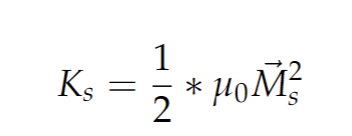 $K_s = \frac{1}{2} * \mu_0 \vec{M}_s^2$